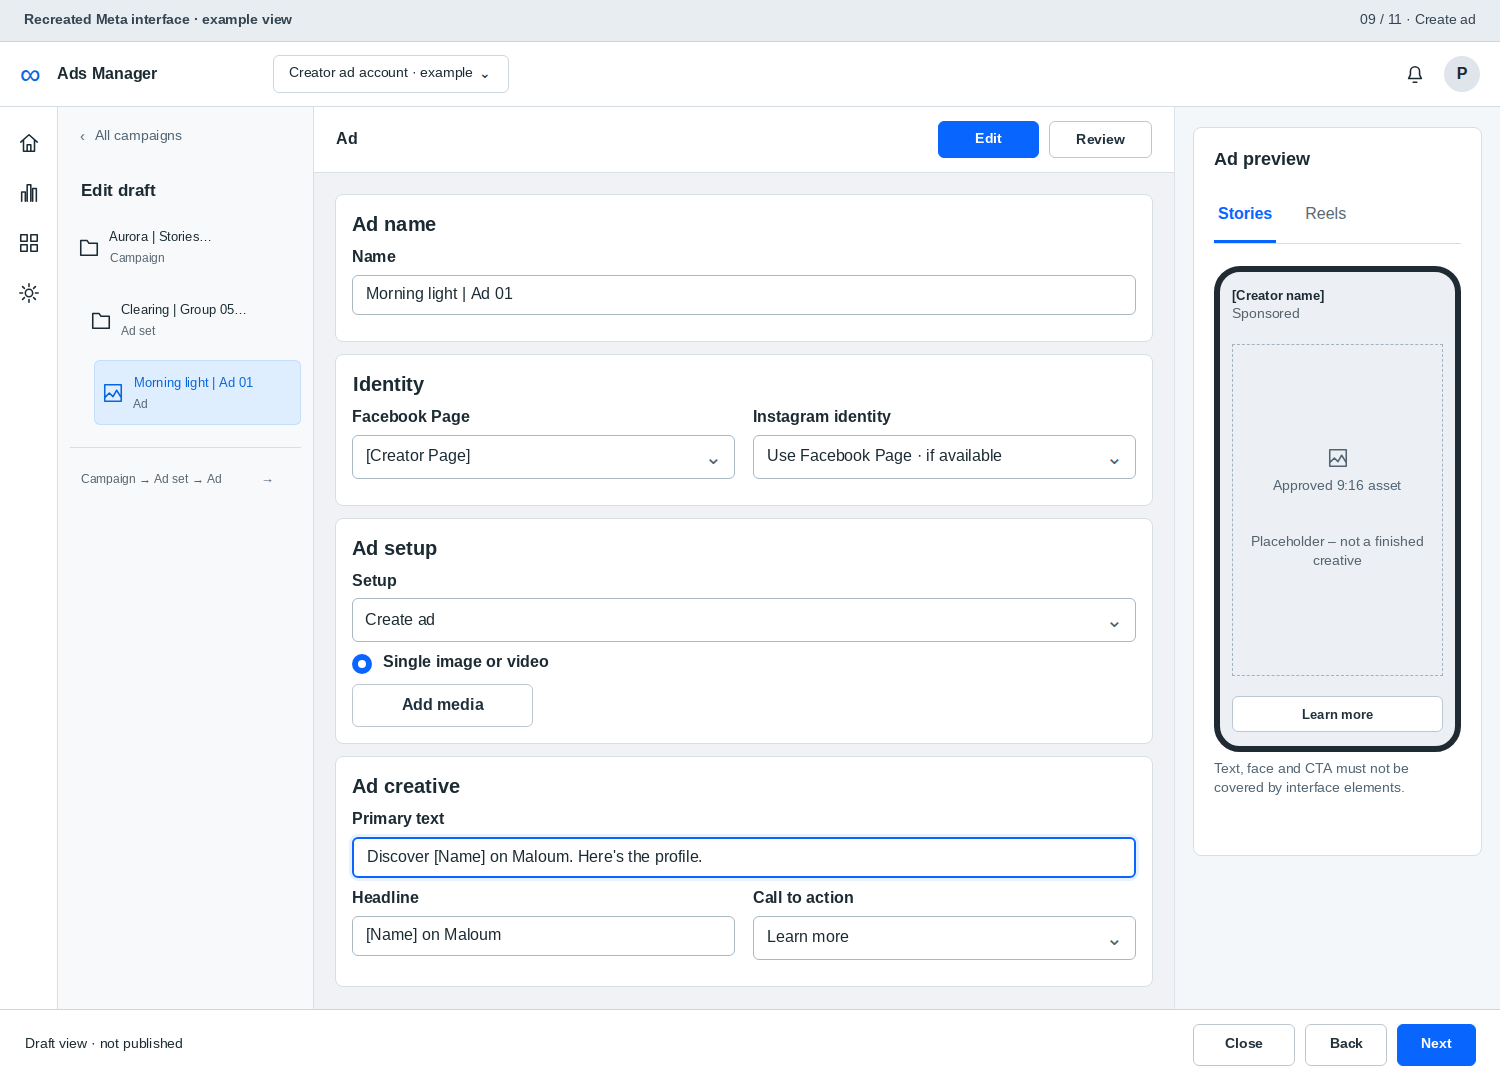 Recreated Meta interface · example view
09 / 11 · Create ad
Ads Manager
Creator ad account · example
P
‹ All campaigns
Edit draft
Aurora | Stories…
Campaign
Clearing | Group 05…
Ad set
Morning light | Ad 01
Ad
Campaign → Ad set → Ad →
Ad
Edit
Review
Ad name
Name
Morning light | Ad 01
Identity
Facebook Page
Instagram identity
[Creator Page]
Use Facebook Page · if available
Ad setup
Setup
Create ad
Single image or video
Add media
Ad creative
Primary text
Discover [Name] on Maloum. Here's the profile.
Headline
Call to action
[Name] on Maloum
Learn more
Ad preview
Stories
Reels
[Creator name]
Sponsored
Approved 9:16 asset
Placeholder – not a finished
creative
Learn more
Text, face and CTA must not be
covered by interface elements.
Draft view · not published
Close
Back
Next